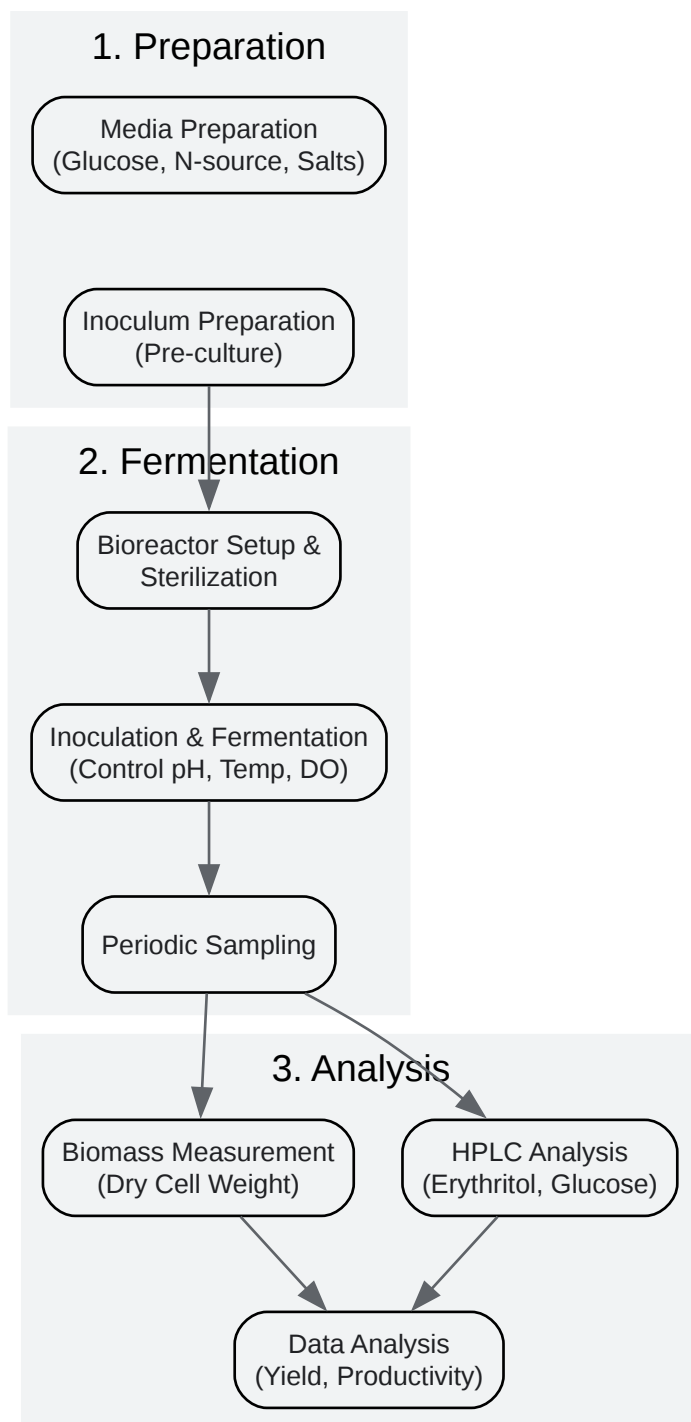 1. Preparation
Media Preparation
(Glucose, N-source, Salts)
Inoculum Preparation
(Pre-culture)
2. Fermentation
Bioreactor Setup &
Sterilization
Inoculation & Fermentation
(Control pH, Temp, DO)
Periodic Sampling
3. Analysis
Biomass Measurement
(Dry Cell Weight)
HPLC Analysis
(Erythritol, Glucose)
Data Analysis
(Yield, Productivity)